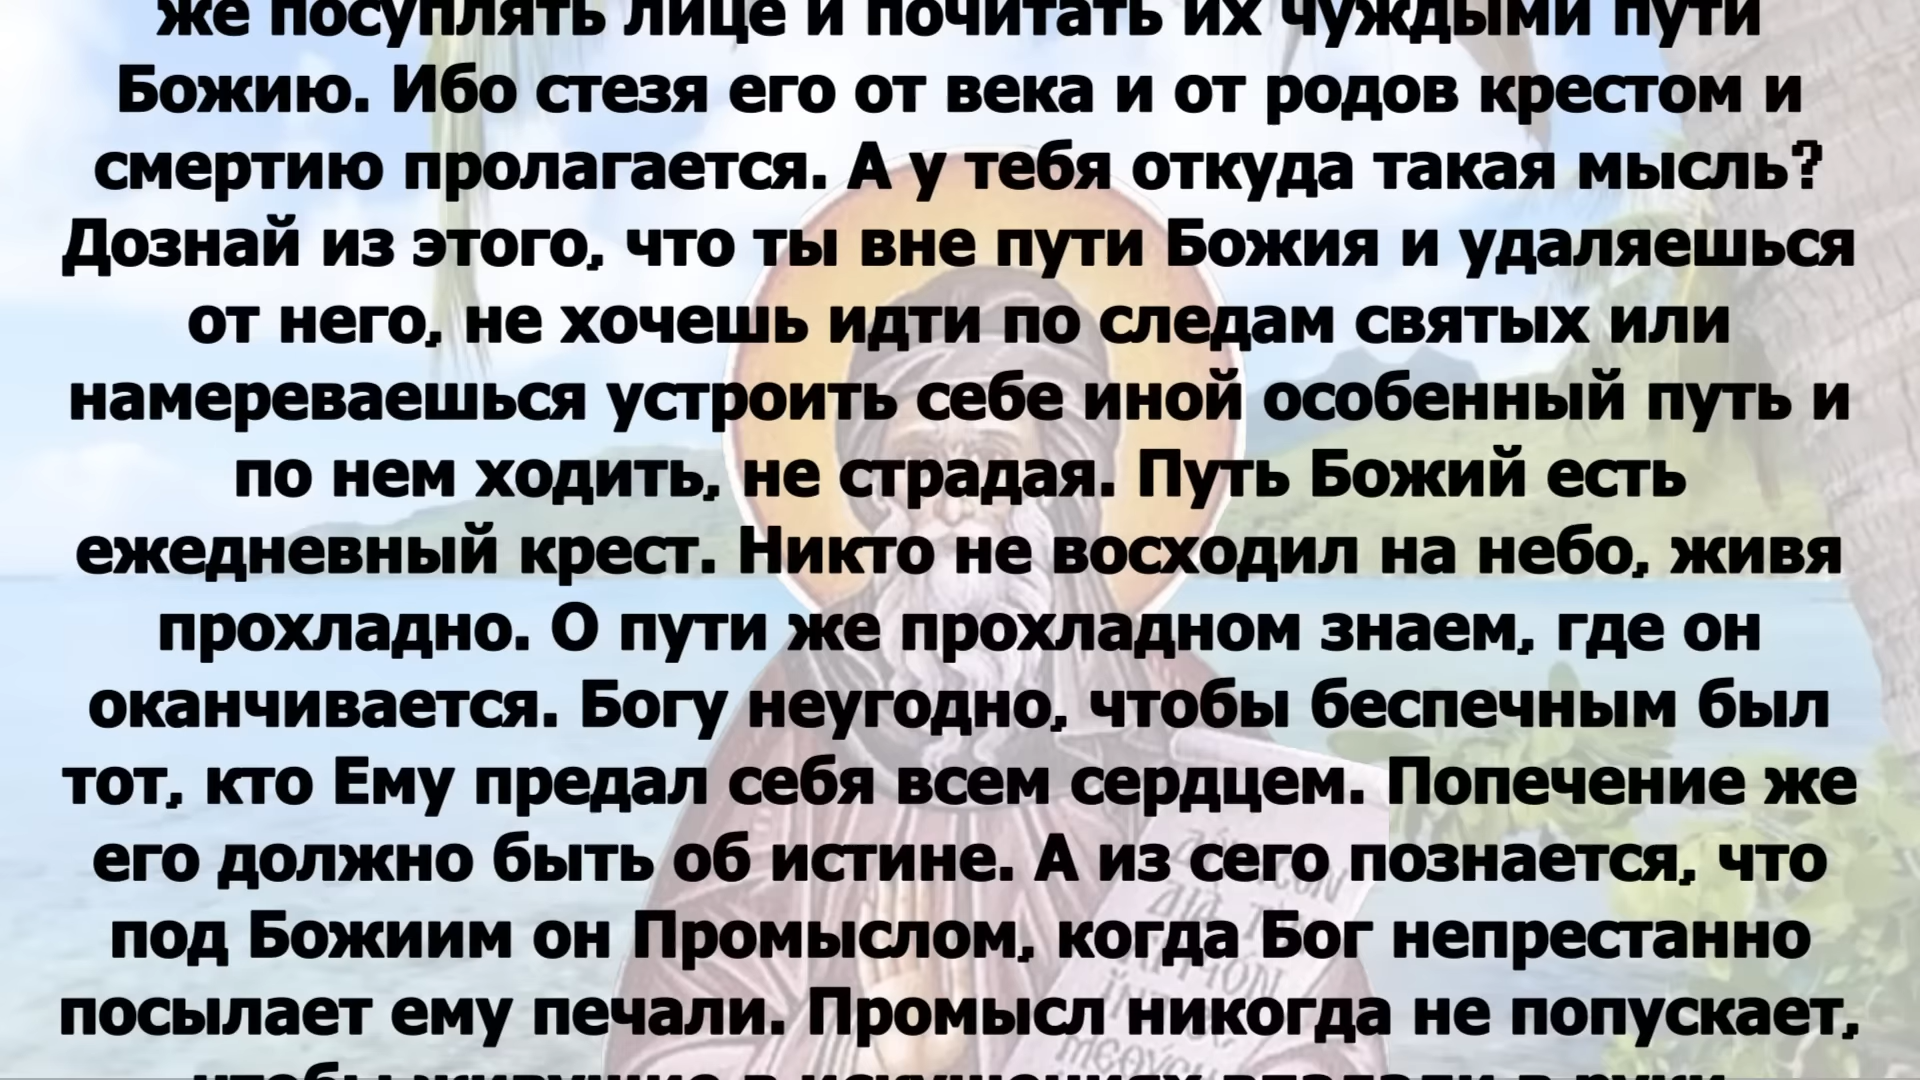 же посуплять лице и почитать их чуждыми пути
Божию. Ибо стезя его от века и от родов крестом и
смертию пролагается. А у тебя откуда такая мысль?
Дознай из этого, что ты вне пути Божия и удаляешься
от него, не хочешь идти по следам святых или
намереваешься устроить себе иной особенный путь и
по нем ходить, не страдая. Путь Божий есть
ежедневный крест. Никто не восходил на небо, живя
прохладно. О пути же прохладном знаем, где он
оканчивается. Богу неугодно, чтобы беспечным был
тот, кто Ему предал себя всем сердцем. Попечение же
его должно быть об истине. А из сего познается, что
под Божиим он Промыслом, когда Бог непрестанно
посылает ему печали. Промысл никогда не попускает,
чтобы живущие в искушениях впадали в руки